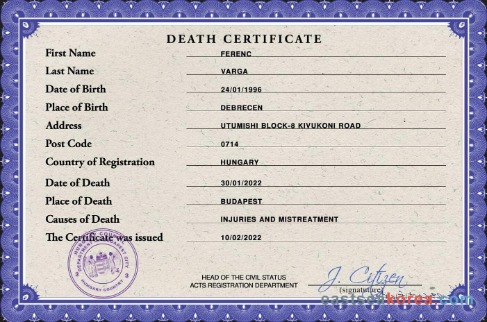 DEATH CERTIFICATE
First Name FERENC
Last Name VARGA
Date of Birth 24/01/1996
Place of Birth DEBRECEN
Address UTUMISHI BLOCK-8 KIVUKONI ROAD
Post Code 0714
Country of Registration HUNGARY
Date of Death 30/01/2022
Place of Death BUDAPEST
Causes of Death INJURIES AND MISTREATMENT
The Certificate was issued 10/02/2022
HEAD OF THE CIVIL STATUS
ACTS REGISTRATION DEPARTMENT
J. Citizen
(signature)